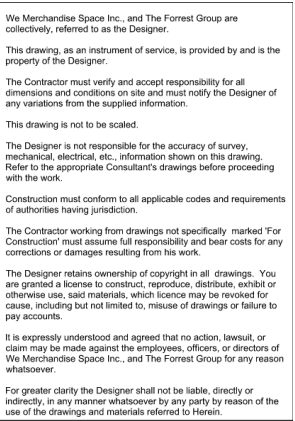 We Merchandise Space Inc., and The Forrest Group are
collectively, referred to as the Designer.
This drawing, as an instrument of service, is provided by and is the
property of the Designer.
The Contractor must verify and accept responsibility for all
dimensions and conditions on site and must notify the Designer of
any variations from the supplied information.
This drawing is not to be scaled.
The Designer is not responsible for the accuracy of survey,
mechanical, electrical, etc., information shown on this drawing.
Refer to the appropriate Consultant's drawings before proceeding
with the work.
Construction must conform to all applicable codes and requirements
of authorities having jurisdiction.
The Contractor working from drawings not specifically marked 'For
Construction' must assume full responsibility and bear costs for any
corrections or damages resulting from his work.
The Designer retains ownership of copyright in all drawings. You
are granted a license to construct, reproduce, distribute, exhibit or
otherwise use, said materials, which licence may be revoked for
cause, including but not limited to, misuse of drawings or failure to
pay accounts.
It is expressly understood and agreed that no action, lawsuit, or
claim may be made against the employees, officers, or directors of
We Merchandise Space Inc., and The Forrest Group for any reason
whatsoever.
For greater clarity the Designer shall not be liable, directly or
indirectly, in any manner whatsoever by any party by reason of the
use of the drawings and materials referred to Herein.